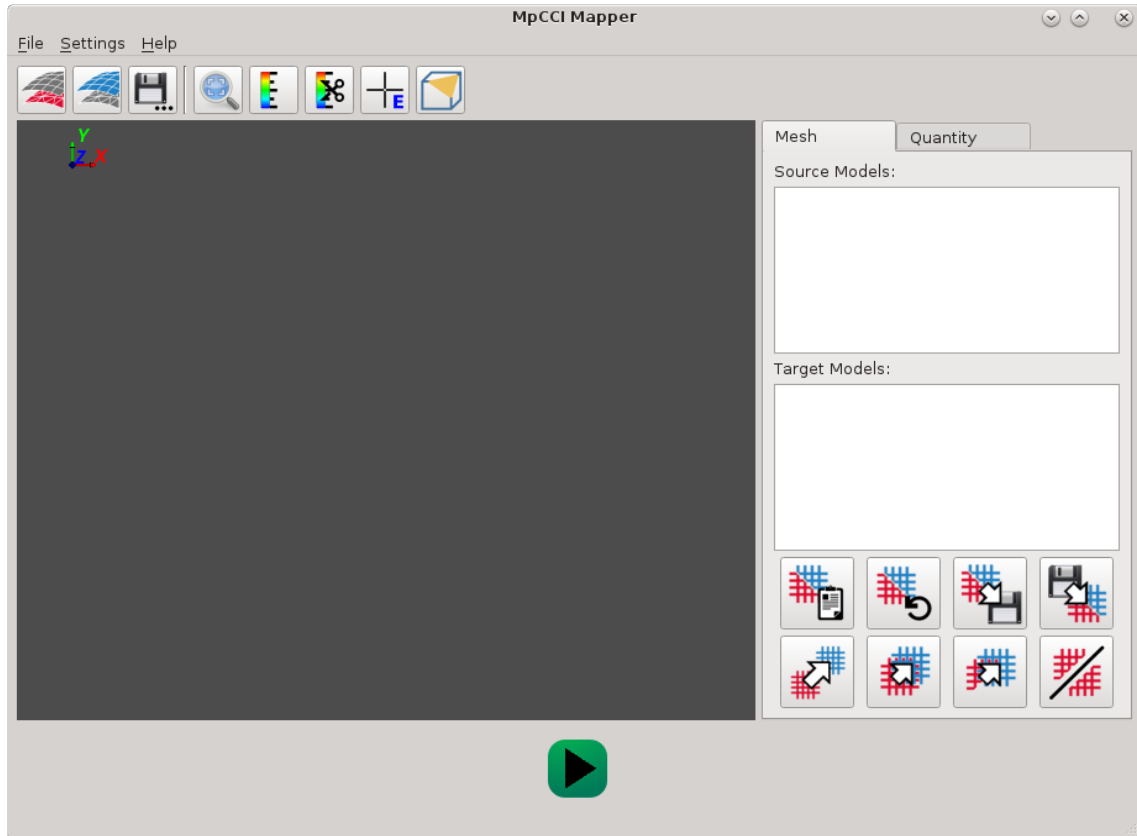 MpCCI Mapper
File Settings Help
E
Y
Z X
Mesh Quantity
Source Models:
Target Models: